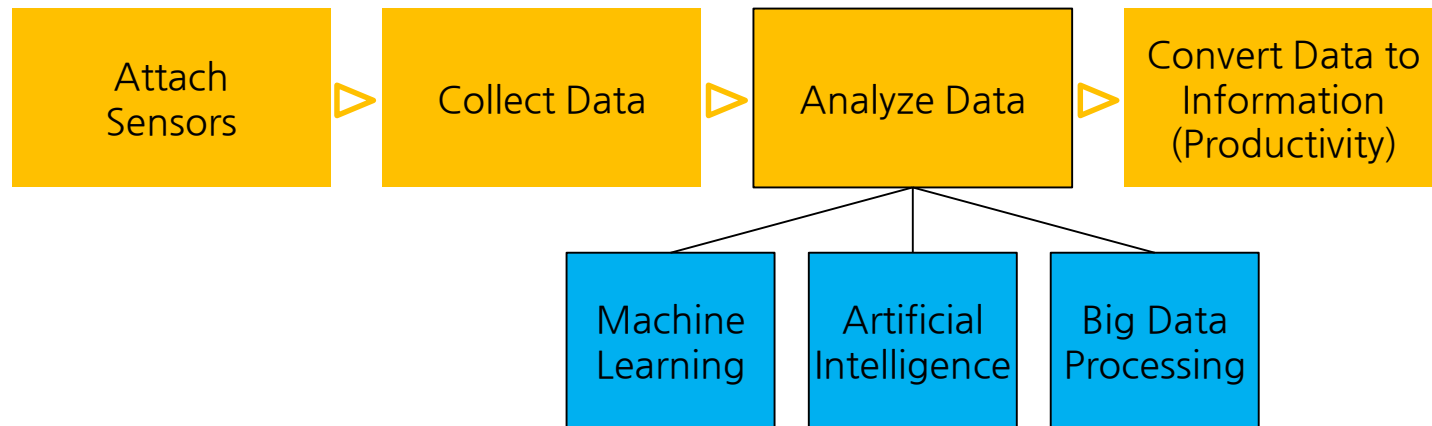 Attach
Sensors
Collect Data
Analyze Data
Convert Data to
Information
(Productivity)
Machine
Learning
Artificial
Intelligence
Big Data
Processing